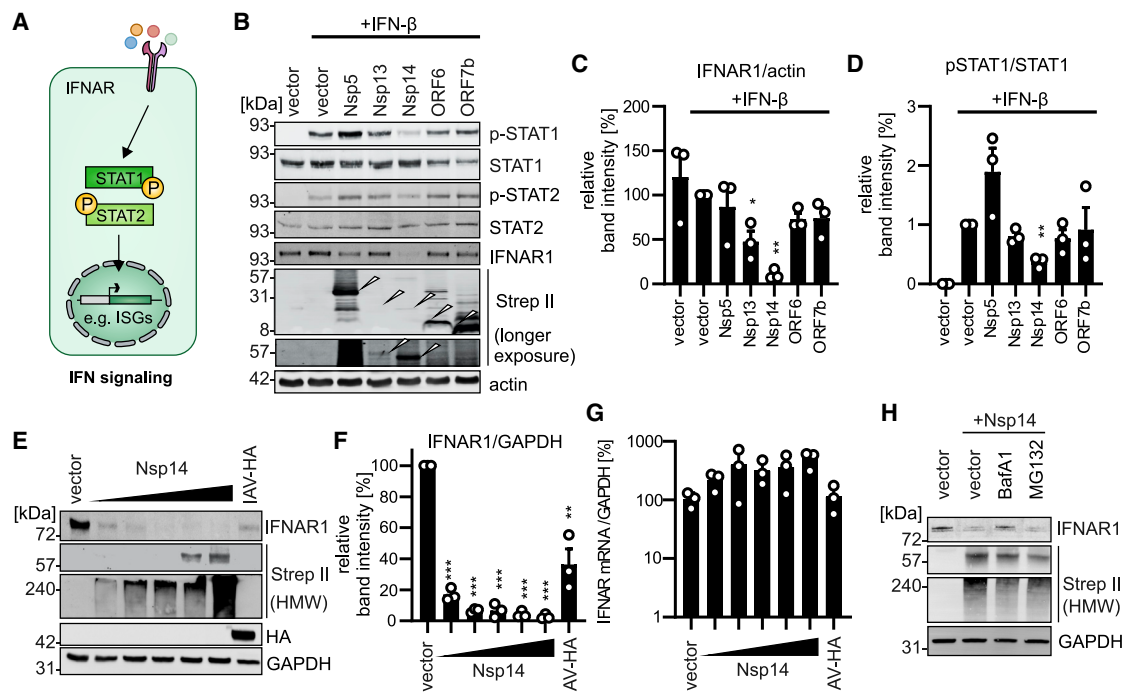 A
IFNAR
STAT1
P
P
STAT2
e.g. ISGs
IFN signaling
B
+IFN-β
[kDa]
vector
vector
Nsp5
Nsp13
Nsp14
ORF6
ORF7b
93
p-STAT1
93
STAT1
93
p-STAT2
93
STAT2
93
IFNAR1
57
31
8
Strep II
(longer
exposure)
57
42
actin
C
IFNAR1/actin
+IFN-β
relative
band intensity [%]
200
150
100
50
0
*
**
vector
vector
Nsp5
Nsp13
Nsp14
ORF6
ORF7b
D
pSTAT1/STAT1
+IFN-β
relative
band intensity [%]
3
2
1
0
**
vector
vector
Nsp5
Nsp13
Nsp14
ORF6
ORF7b
E
vector
Nsp14
IAV-HA
[kDa]
72
IFNAR1
57
Strep II
240
(HMW)
42
HA
31
GAPDH
F
IFNAR1/GAPDH
relative
band intensity [%]
100
80
60
40
20
0
***
***
***
***
***
**
vector
Nsp14
AV-HA
G
IFNAR mRNA/GAPDH [%]
1000
100
10
1
vector
Nsp14
AV-HA
H
+Nsp14
vector
vector
BafA1
MG132
[kDa]
72
IFNAR1
57
240
Strep II
(HMW)
31
GAPDH